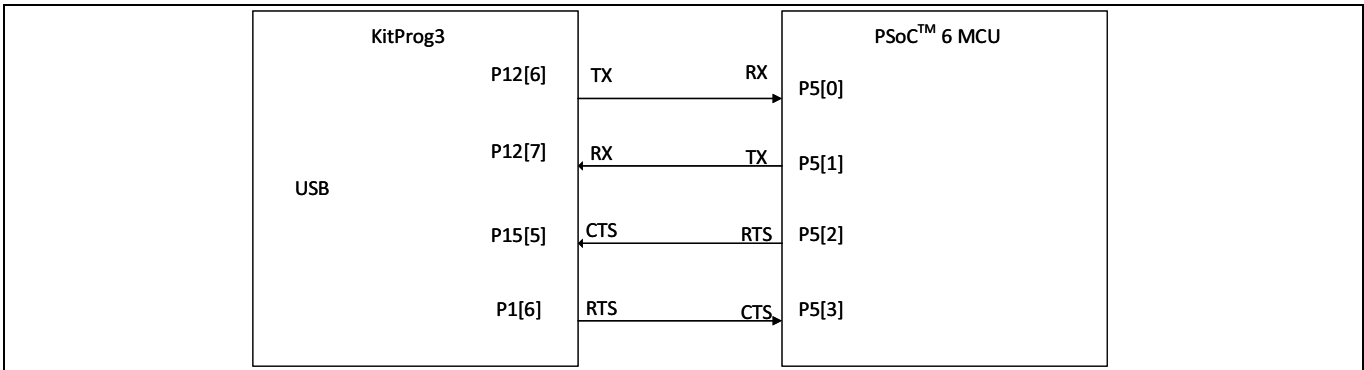 KitProg3 PSoC™ 6 MCU
P12[6] TX RX P5[0]
P12[7] RX TX P5[1]
USB
P15[5] CTS RTS P5[2]
P1[6] RTS CTS P5[3]